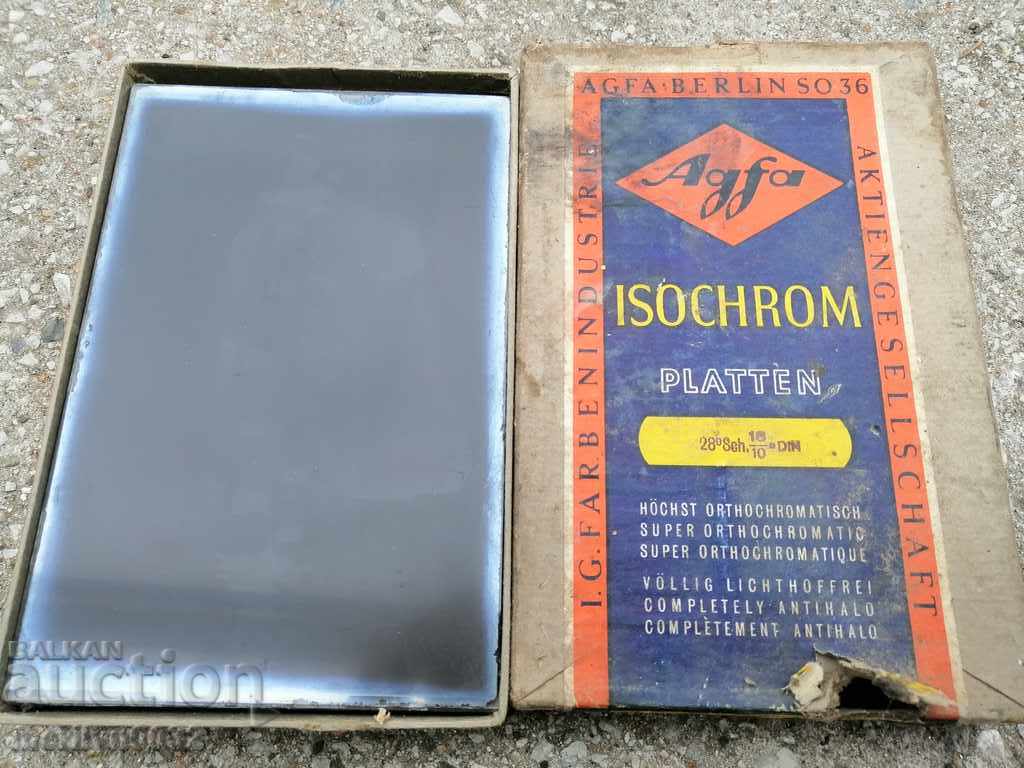 AGFA·BERLIN SO 36
I.G. FARBENINDUSTRIE
AKTIENGESELLSCHAFT
Agfa
ISOCHROM
PLATTEN
28° Sch. 16/10° DIN
HÖCHST ORTHOCHROMATISCH
SUPER ORTHOCHROMATIC
SUPER ORTHOCHROMATIQUE
VÖLLIG LICHTHOFFREI
COMPLETELY ANTIHALO
COMPLÈTEMENT ANTIHALO
BALKAN
auction